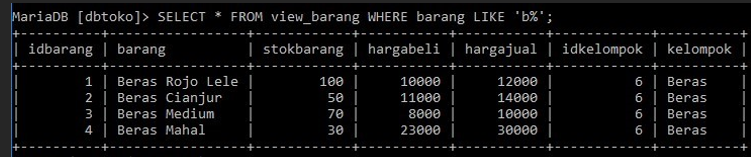 MariaDB [dbtoko]> SELECT * FROM view_barang WHERE barang LIKE 'b%';
+----------+-----------------+------------+-----------+-----------+------------+----------+
| idbarang | barang          | stokbarang | hargabeli | hargajual | idkelompok | kelompok |
+----------+-----------------+------------+-----------+-----------+------------+----------+
|        1 | Beras Rojo Lele |        100 |     10000 |     12000 |          6 | Beras    |
|        2 | Beras Cianjur   |         50 |     11000 |     14000 |          6 | Beras    |
|        3 | Beras Medium    |         70 |      8000 |     10000 |          6 | Beras    |
|        4 | Beras Mahal     |         30 |     23000 |     30000 |          6 | Beras    |
+----------+-----------------+------------+-----------+-----------+------------+----------+